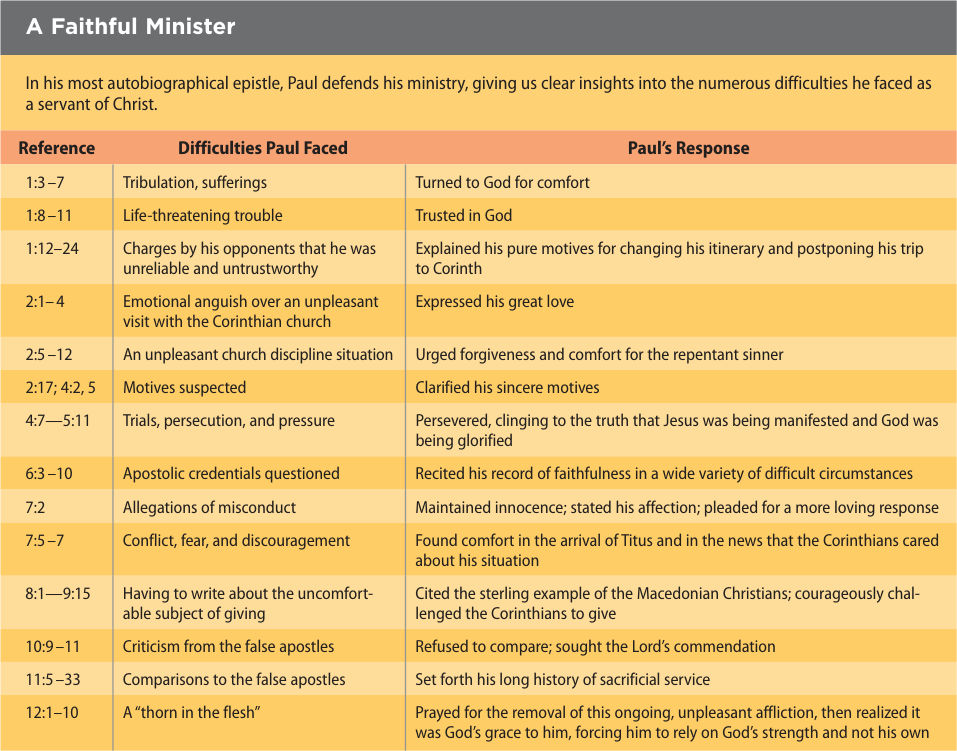 A Faithful Minister
In his most autobiographical epistle, Paul defends his ministry, giving us clear insights into the numerous difficulties he faced as
a servant of Christ.
Reference Difficulties Paul Faced Paul's Response
1:3–7 Tribulation, sufferings Turned to God for comfort
1:8–11 Life-threatening trouble Trusted in God
1:12–24 Charges by his opponents that he was Explained his pure motives for changing his itinerary and postponing his trip
unreliable and untrustworthy to Corinth
2:1–4 Emotional anguish over an unpleasant Expressed his great love
visit with the Corinthian church
2:5–12 An unpleasant church discipline situation Urged forgiveness and comfort for the repentant sinner
2:17; 4:2, 5 Motives suspected Clarified his sincere motives
4:7—5:11 Trials, persecution, and pressure Persevered, clinging to the truth that Jesus was being manifested and God was
being glorified
6:3–10 Apostolic credentials questioned Recited his record of faithfulness in a wide variety of difficult circumstances
7:2 Allegations of misconduct Maintained innocence; stated his affection; pleaded for a more loving response
7:5–7 Conflict, fear, and discouragement Found comfort in the arrival of Titus and in the news that the Corinthians cared
about his situation
8:1—9:15 Having to write about the uncomfort- Cited the sterling example of the Macedonian Christians; courageously chal-
able subject of giving lenged the Corinthians to give
10:9–11 Criticism from the false apostles Refused to compare; sought the Lord's commendation
11:5–33 Comparisons to the false apostles Set forth his long history of sacrificial service
12:1–10 A "thorn in the flesh" Prayed for the removal of this ongoing, unpleasant affliction, then realized it
was God's grace to him, forcing him to rely on God's strength and not his own